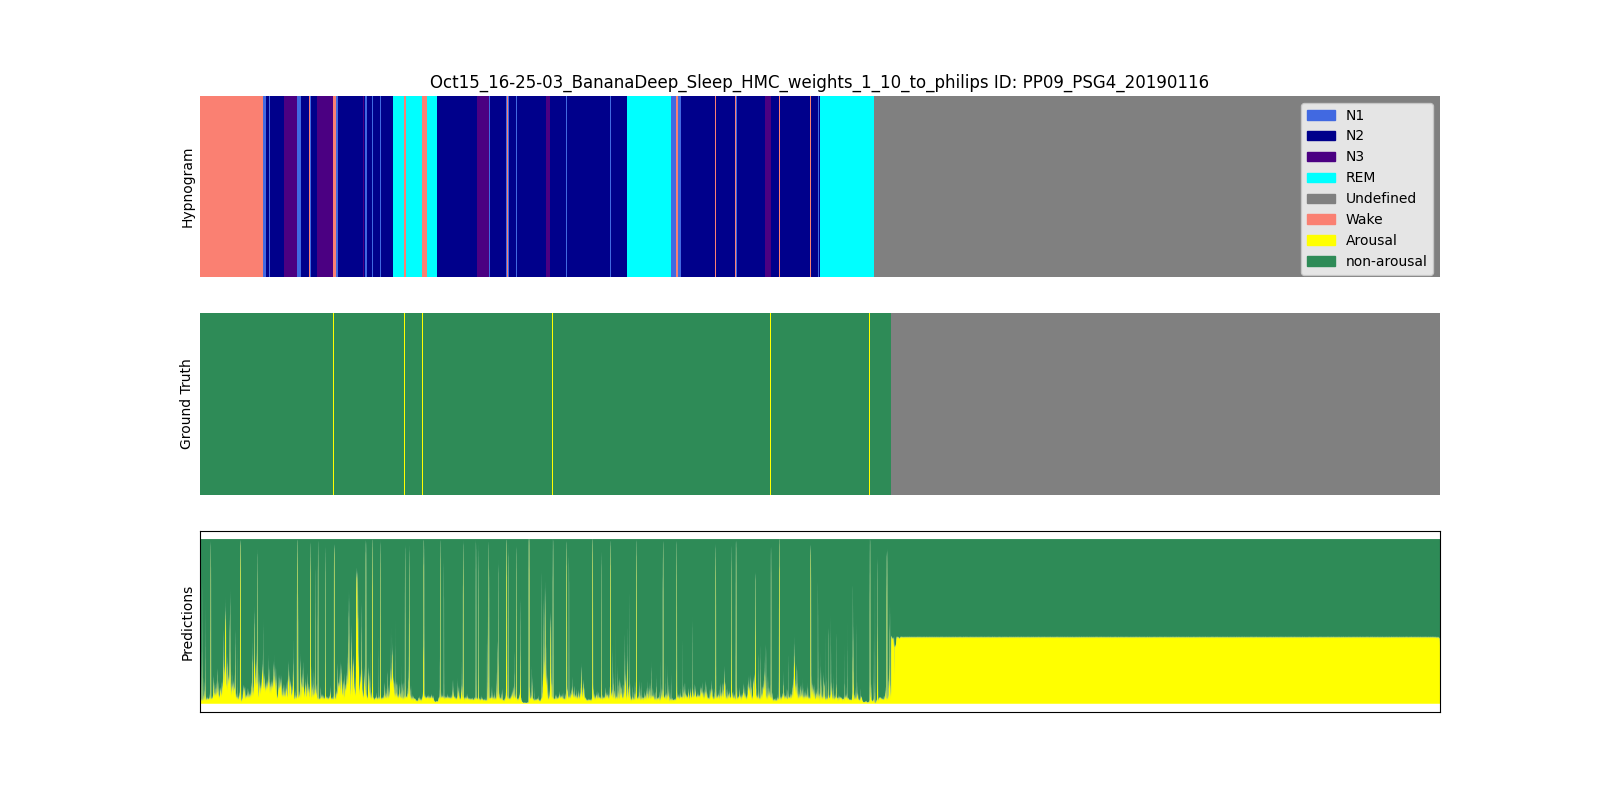 Oct15_16-25-03_BananaDeep_Sleep_HMC_weights_1_10_to_philips ID: PP09_PSG4_20190116
Hypnogram
N1
N2
N3
REM
Undefined
Wake
Arousal
non-arousal
Ground Truth
Predictions